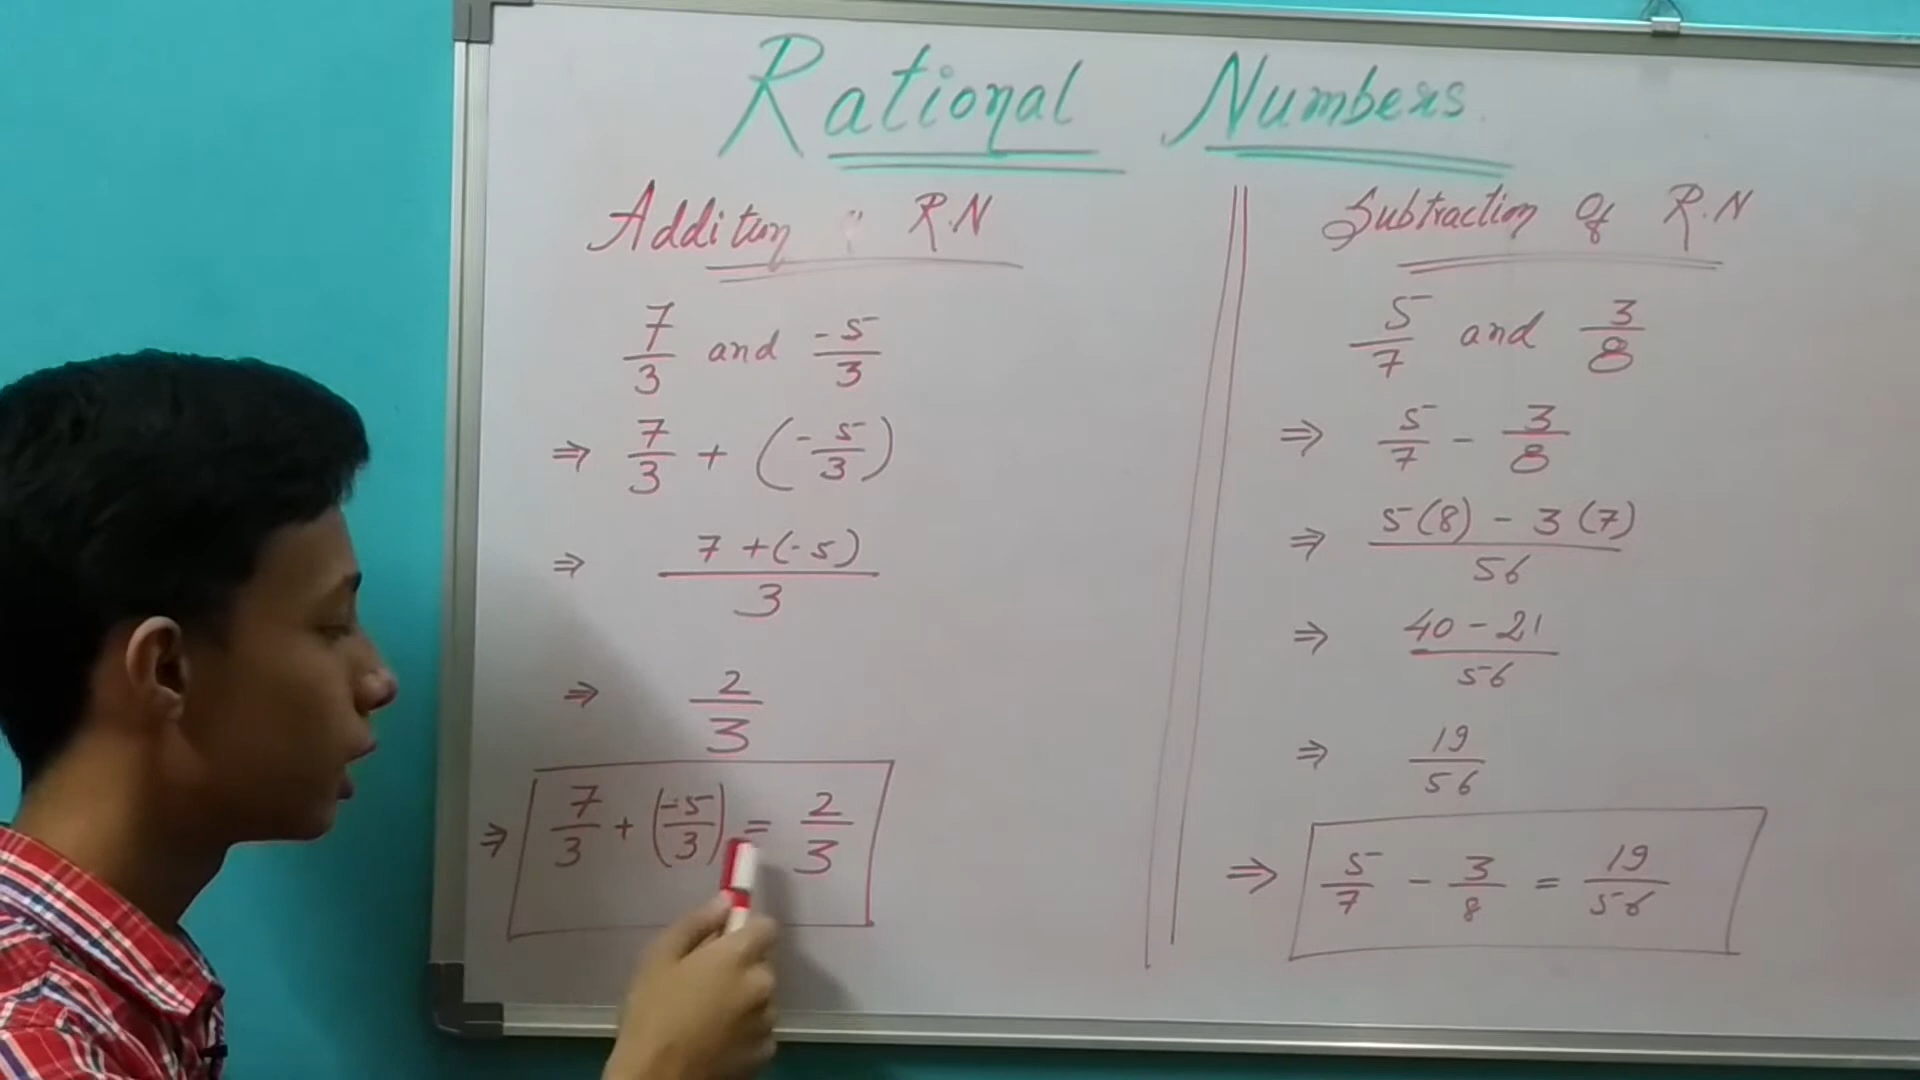 Rational Numbers
Addition : R.N
7/3 and -5/3
⇒ 7/3 + (-5/3)
⇒ 7+(-5)/3
⇒ 2/3
⇒ 7/3 + (-5/3) = 2/3
Subtraction of R.N
5/7 and 3/8
⇒ 5/7 - 3/8
⇒ 5(8) - 3(7)/56
⇒ 40-21/56
⇒ 19/56
⇒ 5/7 - 3/8 = 19/56